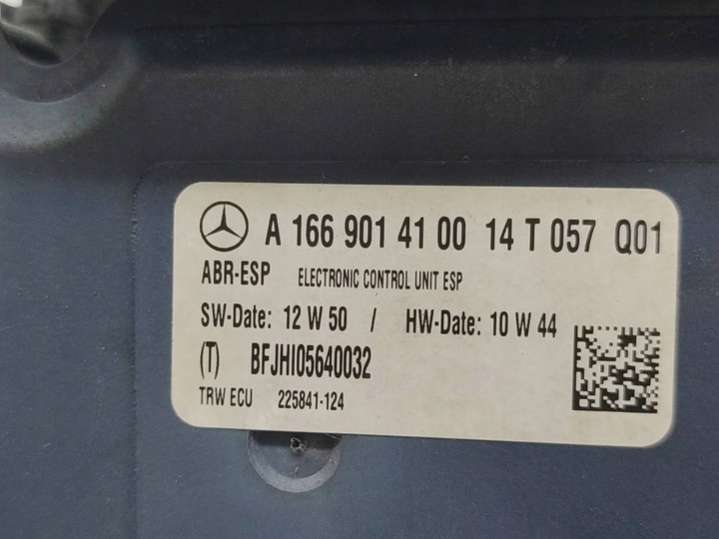 A 166 901 41 00 14 T 057 Q01
ABR-ESP ELECTRONIC CONTROL UNIT ESP
SW-Date: 12 W 50 / HW-Date: 10 W 44
(T) BFJHI05640032
TRW ECU 225841-124